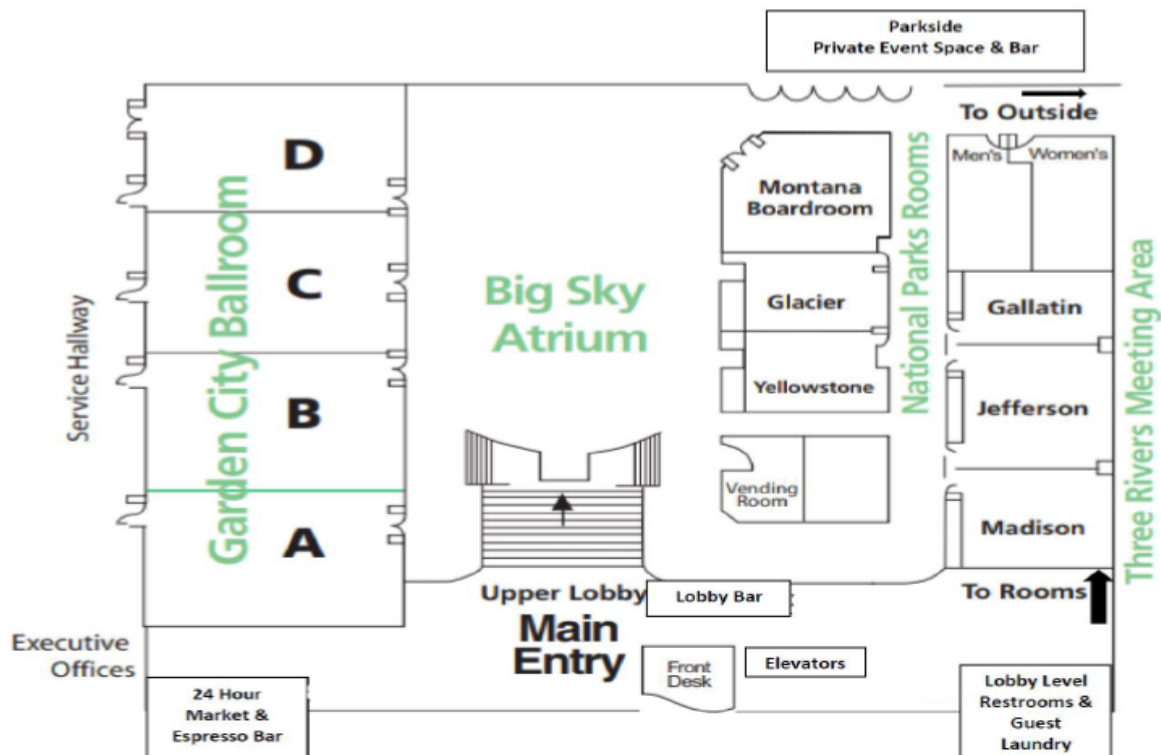 Parkside
Private Event Space & Bar
To Outside
Men's
Women's
D
Montana
Boardroom
C
Big Sky
Atrium
Glacier
Gallatin
Yellowstone
Jefferson
B
Vending
Room
A
Madison
Garden City Ballroom
Service Hallway
National Parks Rooms
Three Rivers Meeting Area
Upper Lobby
Lobby Bar
To Rooms
Main
Entry
Executive
Offices
Front
Desk
Elevators
24 Hour
Market &
Espresso Bar
Lobby Level
Restrooms &
Guest
Laundry